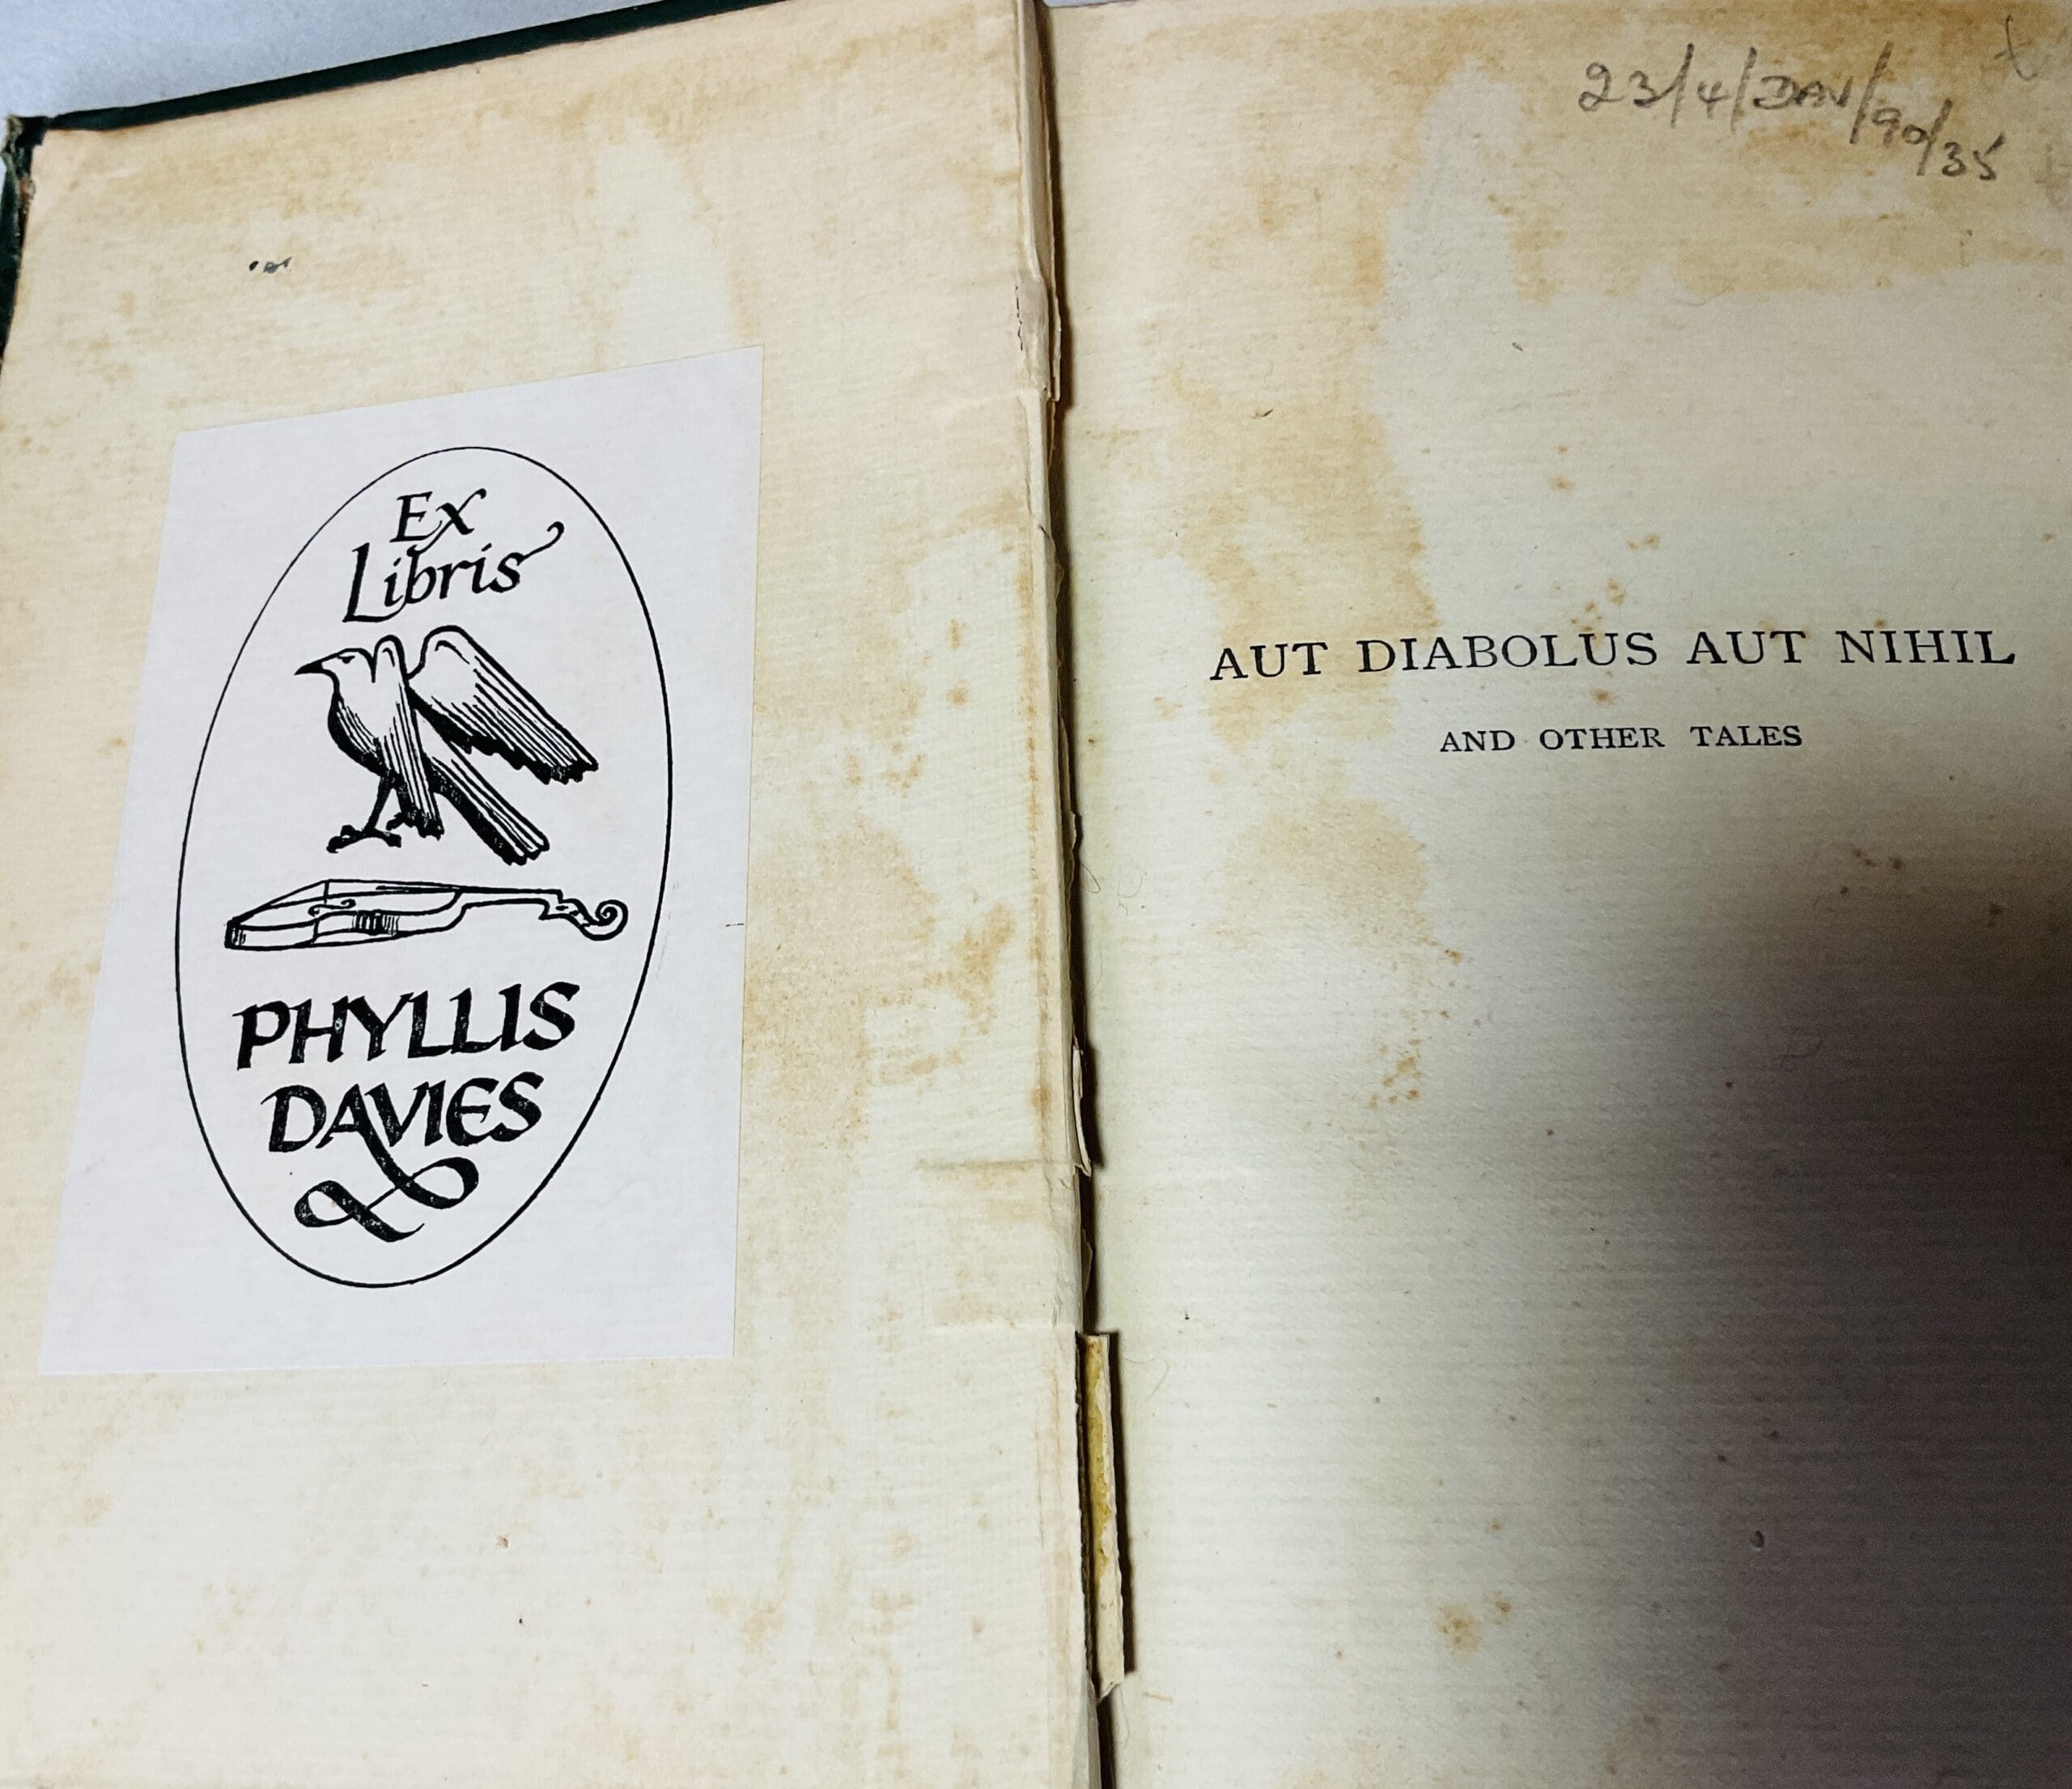 Ex
Libris
PHYLLIS
DAVIES
23/4/DAV/90/35
AUT DIABOLUS AUT NIHIL
AND OTHER TALES